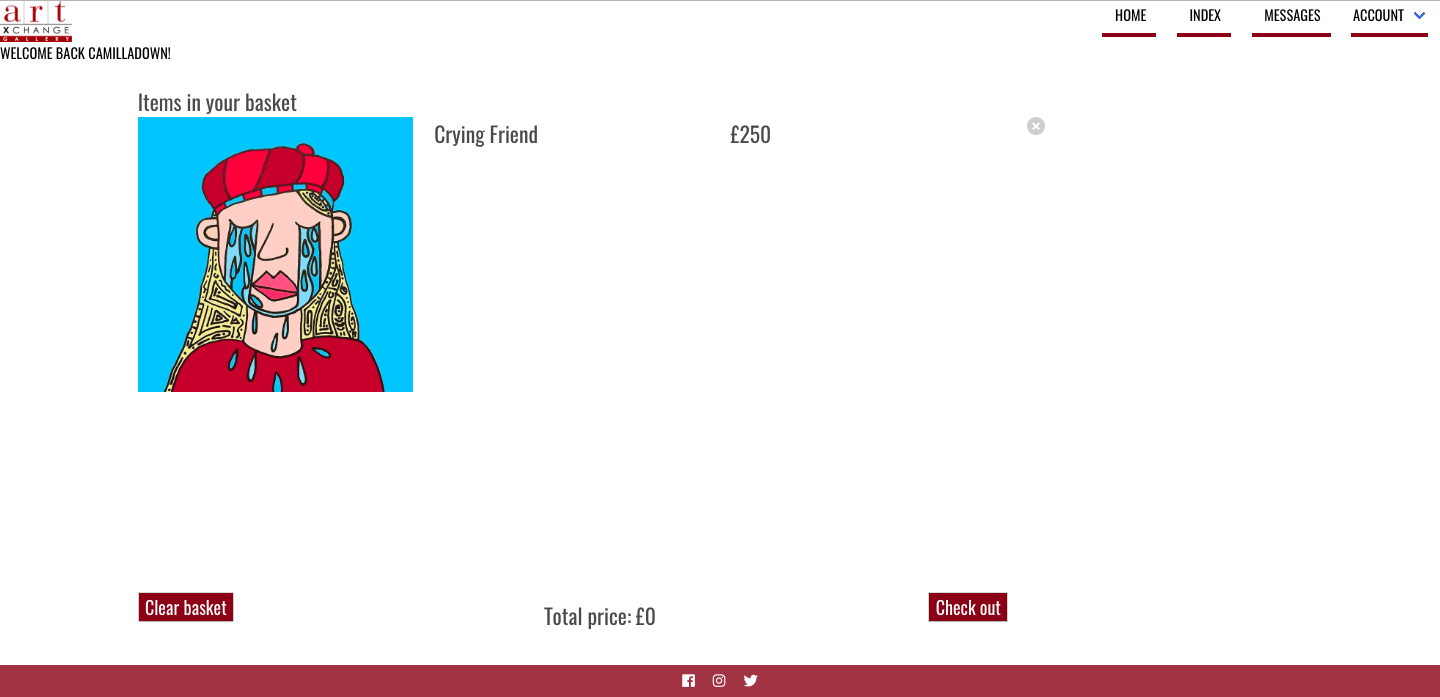 art
XCHANGE
GALLERY
HOME INDEX MESSAGES ACCOUNT
WELCOME BACK CAMILLADOWN!
Items in your basket
Crying Friend £250
Clear basket Total price: £0 Check out